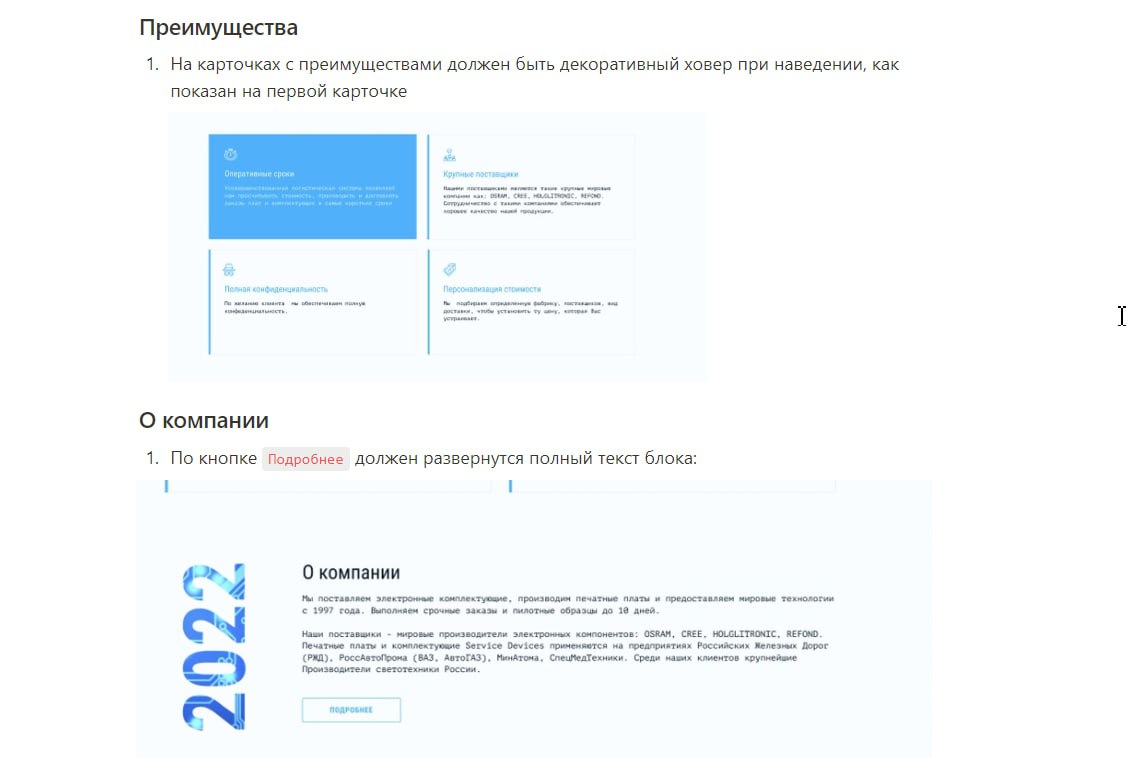 Преимущества
1. На карточках с преимуществами должен быть декоративный ховер при наведении, как
показан на первой карточке
Оперативные сроки
Усовершенствованная логистическая система позволяет
нам просчитывать стоимость, производить и доставлять
заказы плат и комплектующих в самые короткие сроки
Крупные поставщики
Нашими поставщиками являются такие крупные мировые
компании как: OSRAM, CREE, HOLGLITRONIC, REFOND.
Сотрудничество с такими компаниями обеспечивает
хорошее качество нашей продукции.
Полная конфиденциальность
По желанию клиента мы обеспечиваем полную
конфиденциальность.
Персонализация стоимости
Мы подбираем определенную фабрику, поставщиков, вид
доставки, чтобы установить ту цену, которая Вас
устраивает.
О компании
1. По кнопке Подробнее должен развернутся полный текст блока:
2022
О компании
Мы поставляем электронные комплектующие, производим печатные платы и предоставляем мировые технологии
с 1997 года. Выполняем срочные заказы и пилотные образцы до 10 дней.
Наши поставщики - мировые производители электронных компонентов: OSRAM, CREE, HOLGLITRONIC, REFOND.
Печатные платы и комплектующие Service Devices применяются на предприятиях Российских Железных Дорог
(РЖД), РоссАвтоПрома (ВАЗ, АвтоГАЗ), МинАтома, СпецМедТехники. Среди наших клиентов крупнейшие
Производители светотехники России.
ПОДРОБНЕЕ